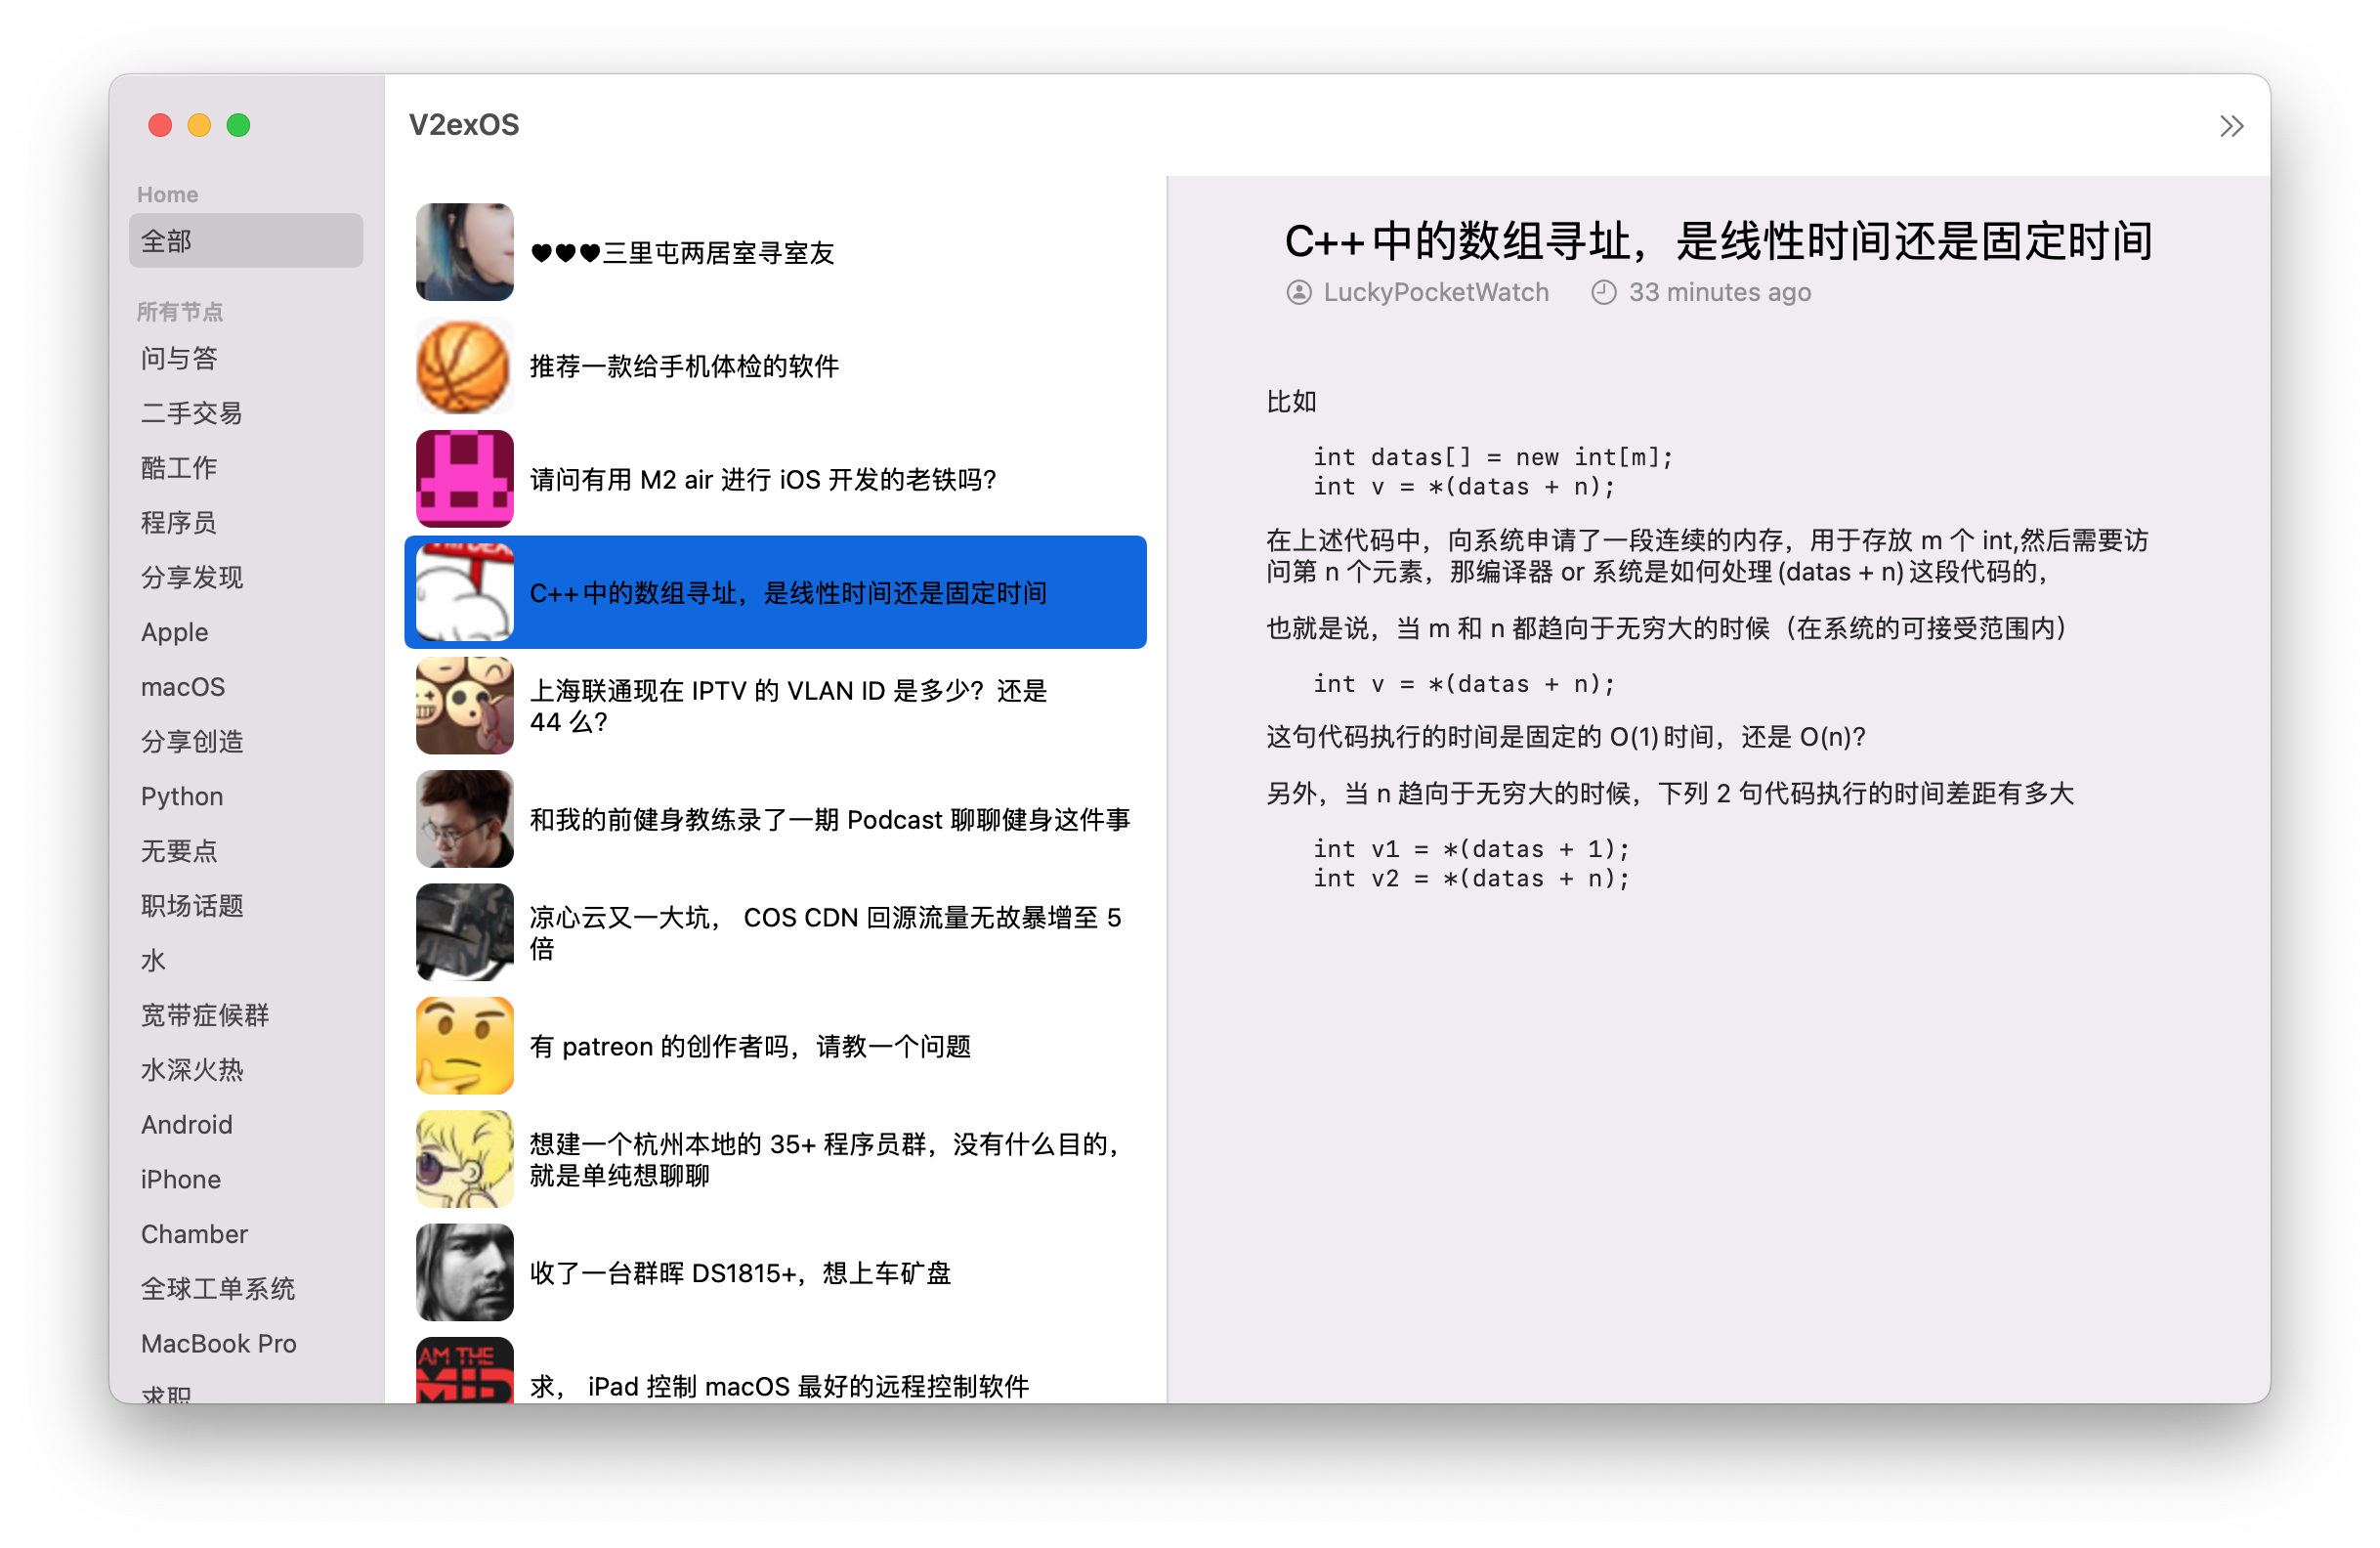 V2exOS
Home
全部
所有节点
问与答
二手交易
酷工作
程序员
分享发现
Apple
macOS
分享创造
Python
无要点
职场话题
水
宽带症候群
水深火热
Android
iPhone
Chamber
全球工单系统
MacBook Pro
求职
♥♥♥三里屯两居室寻室友
推荐一款给手机体检的软件
请问有用 M2 air 进行 iOS 开发的老铁吗？
C++ 中的数组寻址，是线性时间还是固定时间
上海联通现在 IPTV 的 VLAN ID 是多少？还是
44 么？
和我的前健身教练录了一期 Podcast 聊聊健身这件事
凉心云又一大坑， COS CDN 回源流量无故暴增至 5
倍
有 patreon 的创作者吗，请教一个问题
想建一个杭州本地的 35+ 程序员群，没有什么目的，
就是单纯想聊聊
收了一台群晖 DS1815+，想上车矿盘
AM THE
求， iPad 控制 macOS 最好的远程控制软件
C++ 中的数组寻址，是线性时间还是固定时间
LuckyPocketWatch 33 minutes ago
比如
int datas[] = new int[m];
int v = *(datas + n);
在上述代码中，向系统申请了一段连续的内存，用于存放 m 个 int,然后需要访
问第 n 个元素，那编译器 or 系统是如何处理 (datas + n) 这段代码的，
也就是说，当 m 和 n 都趋向于无穷大的时候（在系统的可接受范围内）
int v = *(datas + n);
这句代码执行的时间是固定的 O(1) 时间，还是 O(n)？
另外，当 n 趋向于无穷大的时候，下列 2 句代码执行的时间差距有多大
int v1 = *(datas + 1);
int v2 = *(datas + n);